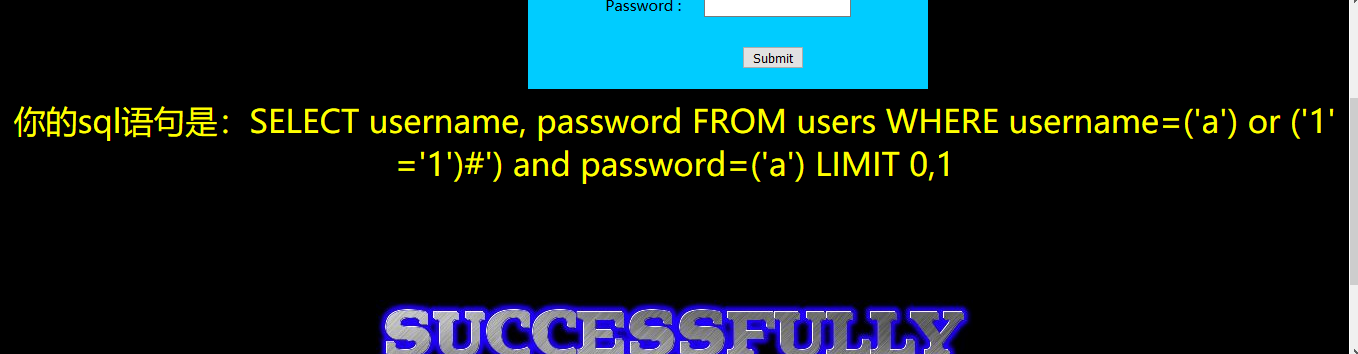 Password :
Submit
你的sql语句是：SELECT username, password FROM users WHERE username=('a') or ('1'
='1')#') and password=('a') LIMIT 0,1
SUCCESSFULLY